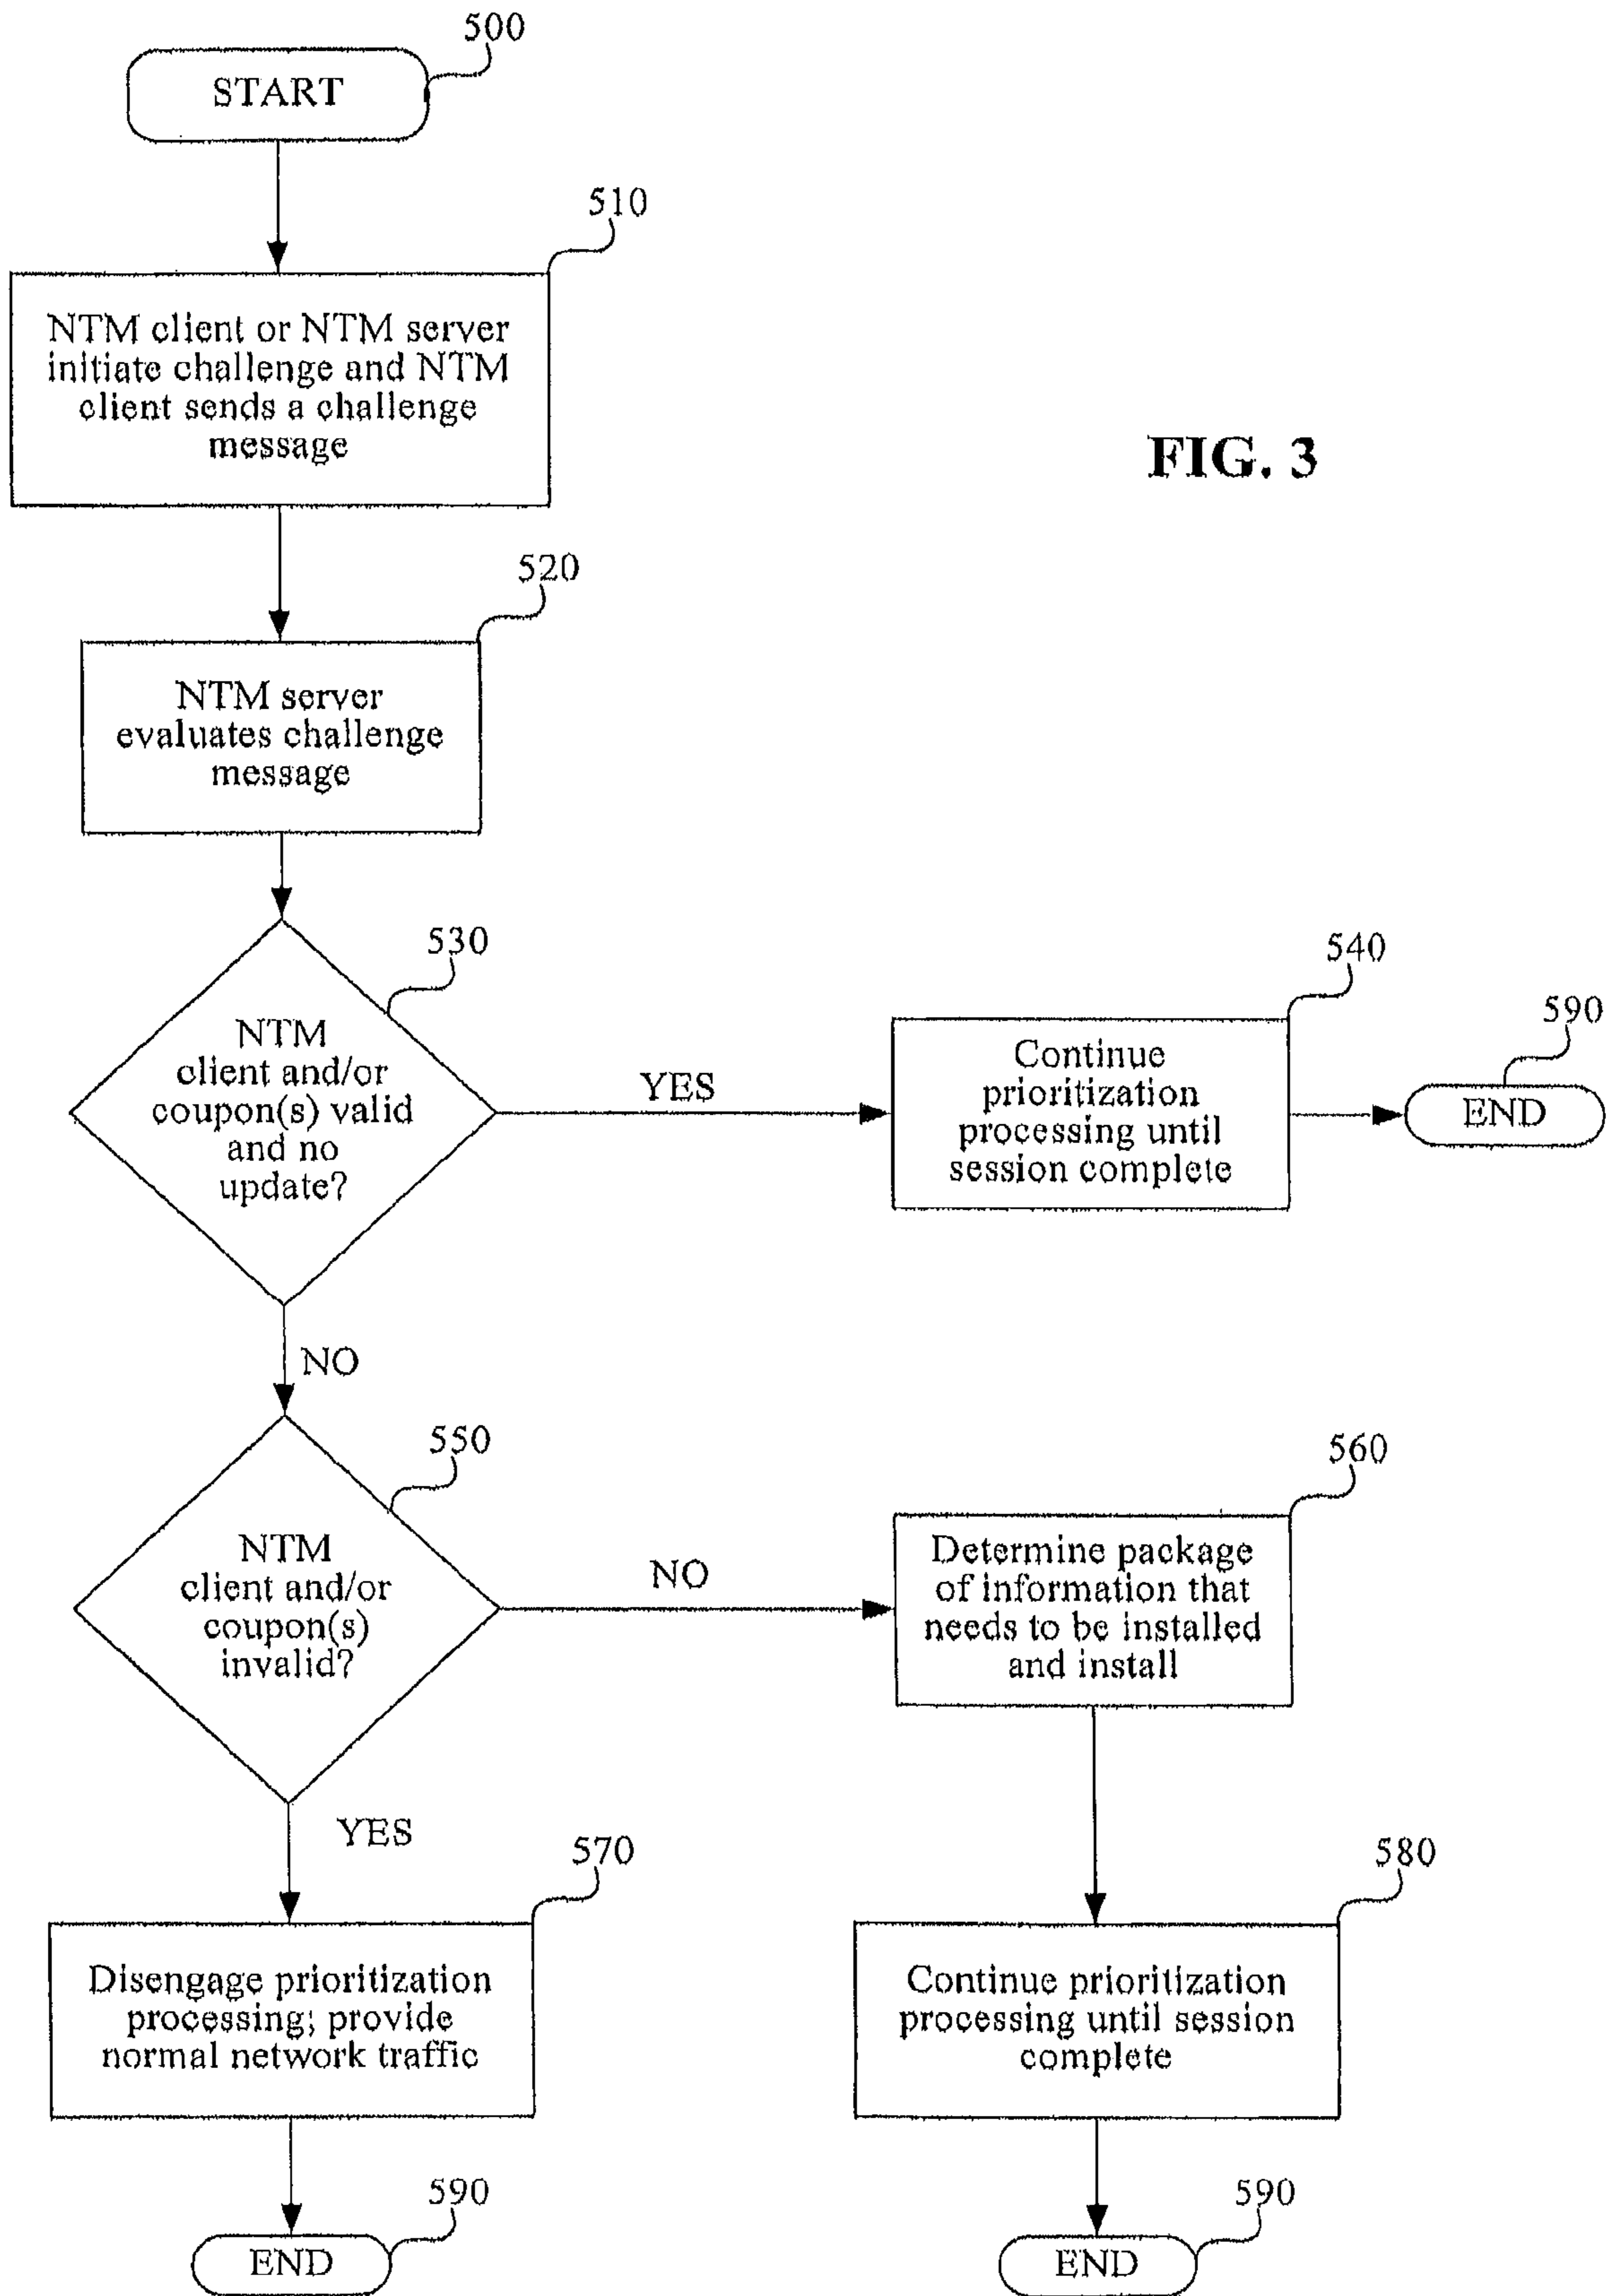 500
START
510
NTM client or NTM server
initiate challenge and NTM
client sends a challenge
message
FIG. 3
520
NTM server
evaluates challenge
message
530
NTM
client and/or
coupon(s) valid
and no
update?
YES
540
Continue
prioritization
processing until
session complete
590
END
NO
550
NTM
client and/or
coupon(s)
invalid?
NO
560
Determine package
of information that
needs to be installed
and install
YES
570
Disengage prioritization
processing; provide
normal network traffic
580
Continue prioritization
processing until session
complete
590
END
590
END